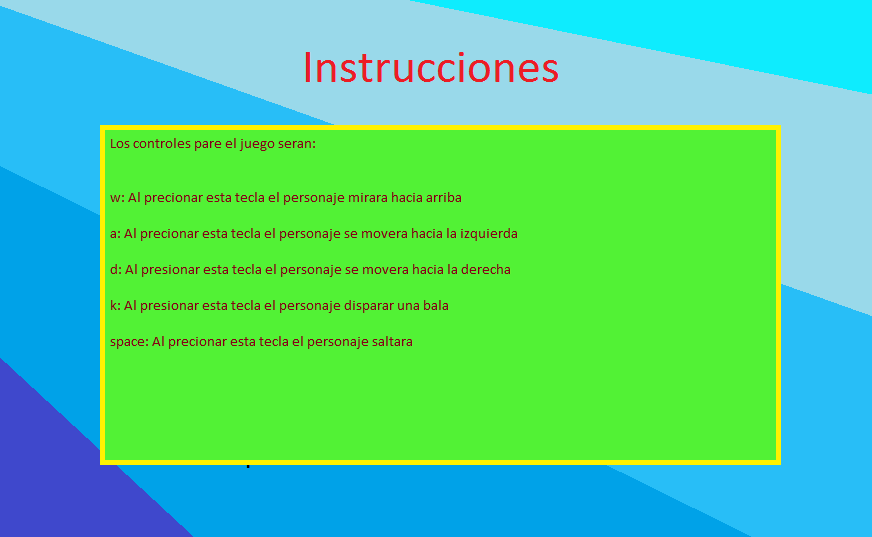 Instrucciones
Los controles pare el juego seran:
w: Al precionar esta tecla el personaje mirara hacia arriba
a: Al precionar esta tecla el personaje se movera hacia la izquierda
d: Al presionar esta tecla el personaje se movera hacia la derecha
k: Al presionar esta tecla el personaje disparar una bala
space: Al precionar esta tecla el personaje saltara